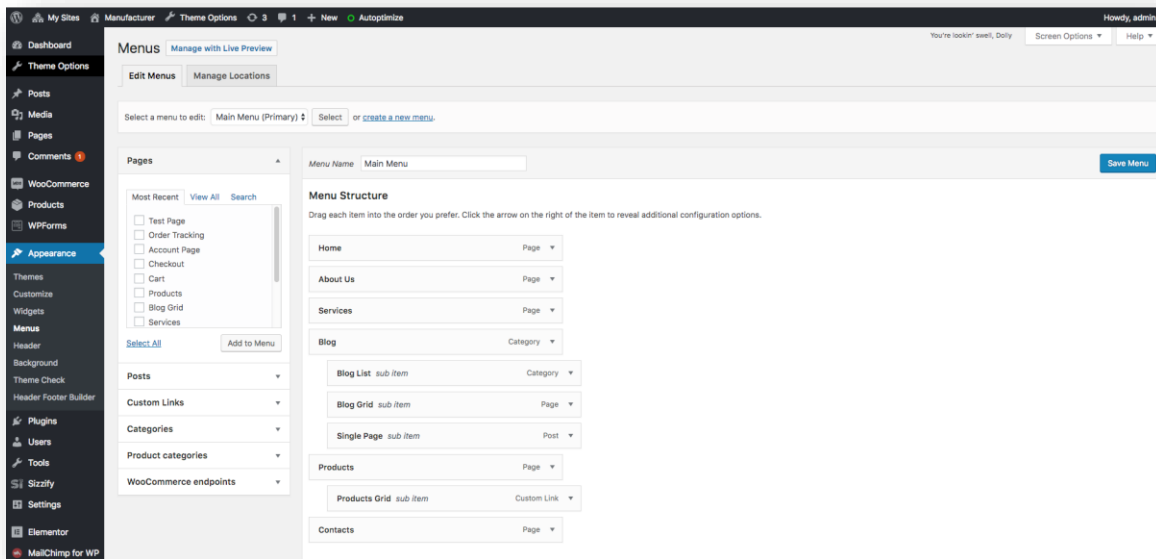 My Sites Manufacturer Theme Options 3 1 + New Autoptimize Howdy, admin
Dashboard
Theme Options
Posts
Media
Pages
Comments 1
WooCommerce
Products
WPForms
Appearance
Themes
Customize
Widgets
Menus
Header
Background
Theme Check
Header Footer Builder
Plugins
Users
Tools
Sizzify
Settings
Elementor
MailChimp for WP
You're lookin' swell, Dolly Screen Options Help
Menus Manage with Live Preview
Edit Menus Manage Locations
Select a menu to edit: Main Menu (Primary) Select or create a new menu.
Pages
Most Recent View All Search
Test Page
Order Tracking
Account Page
Checkout
Cart
Products
Blog Grid
Services
Select All Add to Menu
Posts
Custom Links
Categories
Product categories
WooCommerce endpoints
Menu Name Main Menu Save Menu
Menu Structure
Drag each item into the order you prefer. Click the arrow on the right of the item to reveal additional configuration options.
Home Page
About Us Page
Services Page
Blog Category
Blog List sub item Category
Blog Grid sub item Page
Single Page sub item Post
Products Page
Products Grid sub item Custom Link
Contacts Page